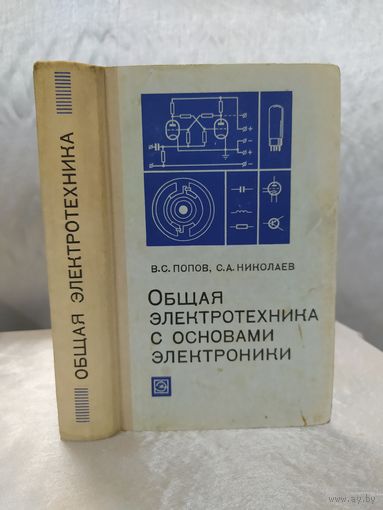 ОБЩАЯ ЭЛЕКТРОТЕХНИКА
В.С. ПОПОВ, С.А. НИКОЛАЕВ
ОБЩАЯ
ЭЛЕКТРОТЕХНИКА
С ОСНОВАМИ
ЭЛЕКТРОНИКИ
www.ay.by